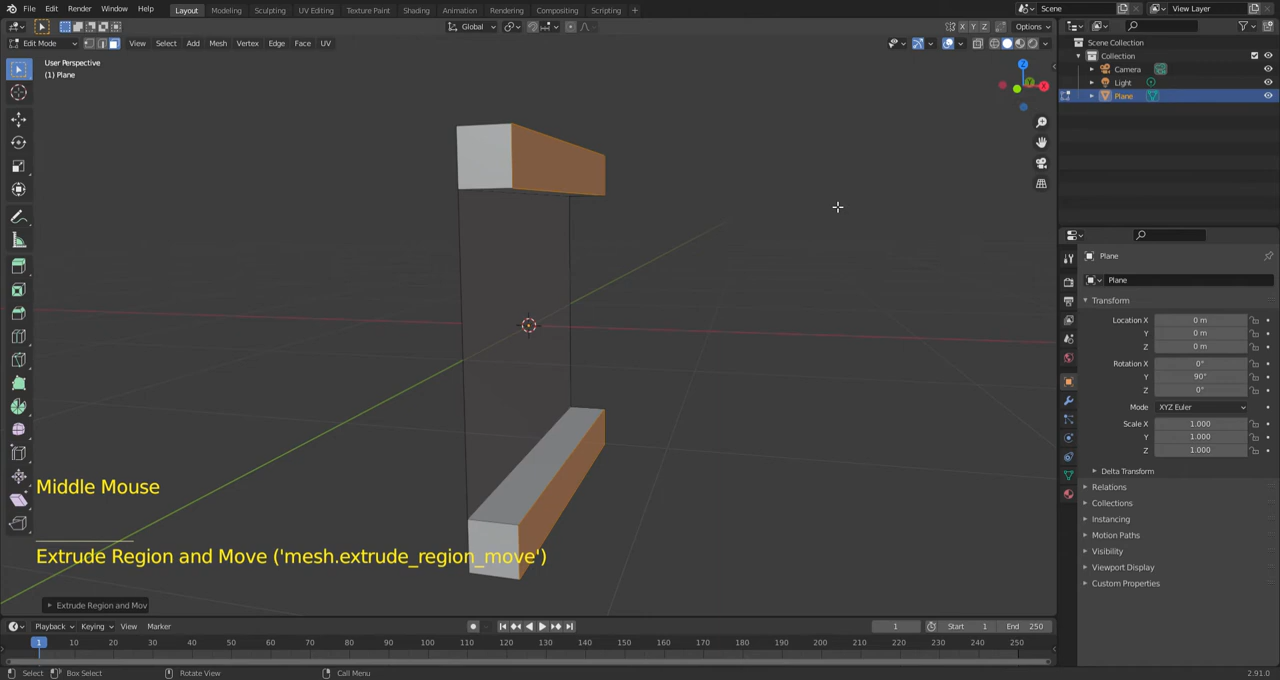 File Edit Render Window Help Layout Modeling Sculpting UV Editing Texture Paint Shading Animation Rendering Compositing Scripting + Scene View Layer
Global X Y Z Options
Edit Mode View Select Add Mesh Vertex Edge Face UV
User Perspective
(1) Plane
Z
Y
X
Scene Collection
Collection
Camera
Light
Plane
Plane
Plane
Transform
Location X 0 m
Y 0 m
Z 0 m
Rotation X 0°
Y 90°
Z 0°
Mode XYZ Euler
Scale X 1.000
Y 1.000
Z 1.000
Delta Transform
Relations
Collections
Instancing
Motion Paths
Visibility
Viewport Display
Custom Properties
Middle Mouse
Extrude Region and Move ('mesh.extrude_region_move')
Extrude Region and Mov
Playback Keying View Marker 1 Start 1 End 250
1 10 20 30 40 50 60 70 80 90 100 110 120 130 140 150 160 170 180 190 200 210 220 230 240 250
Select Box Select Rotate View Call Menu 2.91.0